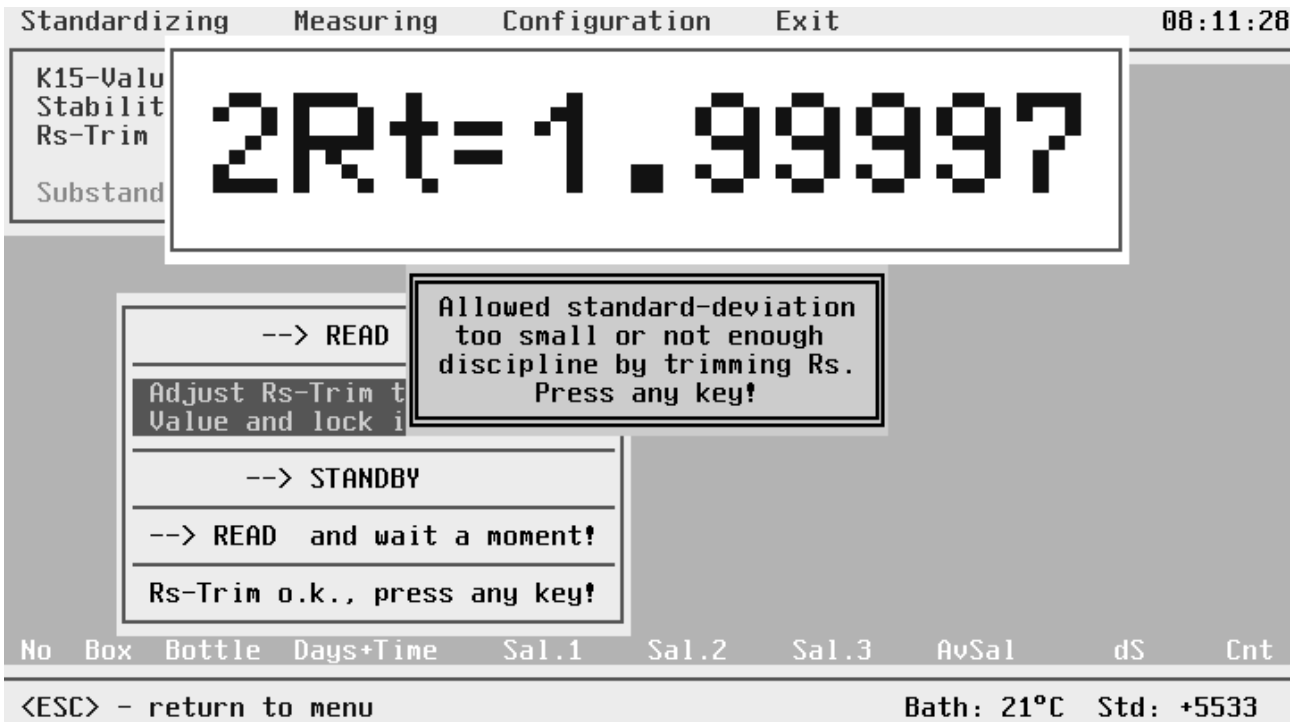 Standardizing Measuring Configuration Exit 08:11:28
K15-Valu
Stabilit
Rs-Trim
Substand
2Rt=1.99997
Allowed standard-deviation
too small or not enough
discipline by trimming Rs.
Press any key!
--> READ
Adjust Rs-Trim t
Value and lock i
--> STANDBY
--> READ and wait a moment!
Rs-Trim o.k., press any key!
No Box Bottle Days+Time Sal.1 Sal.2 Sal.3 AvSal dS Cnt
<ESC> - return to menu Bath: 21°C Std: +5533